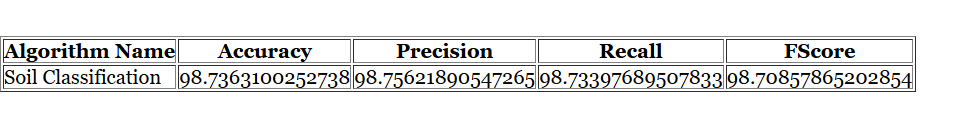 Algorithm Name Accuracy Precision Recall FScore
Soil Classification 98.7363100252738 98.75621890547265 98.73397689507833 98.70857865202854